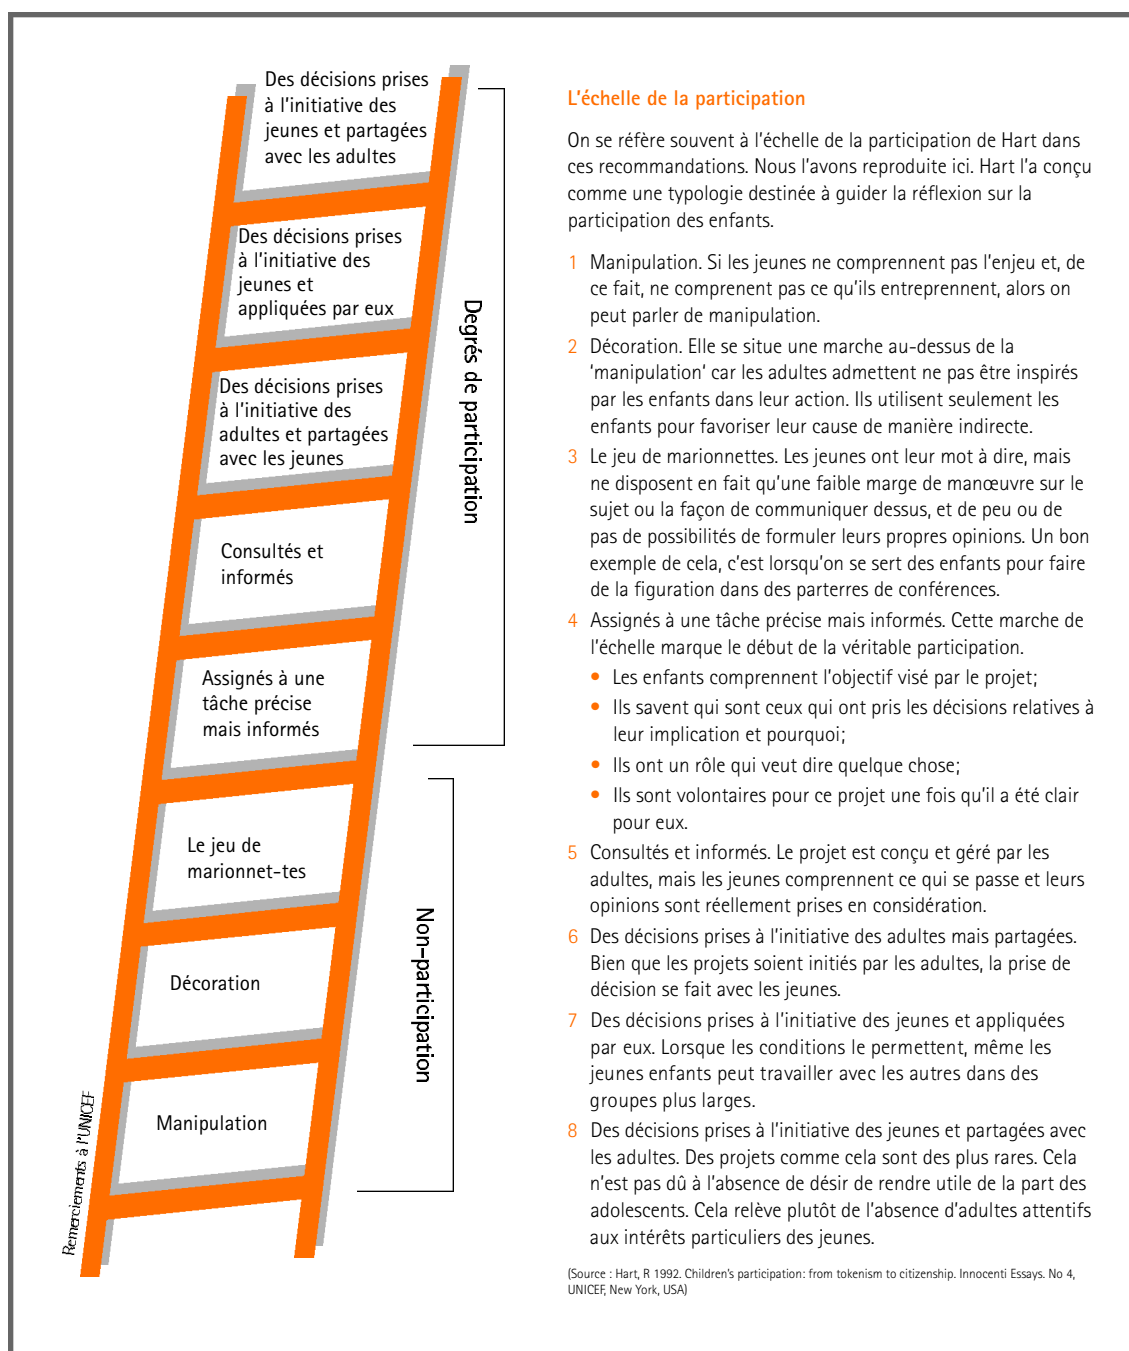 Des décisions prises
à l'initiative des
jeunes et partagées
avec les adultes
Des décisions prises
à l'initiative des
jeunes et
appliquées par eux
Des décisions prises
à l'initiative des
adultes et partagées
avec les jeunes
Consultés et
informés
Assignés à une
tâche précise
mais informés
Le jeu de
marionnet-tes
Décoration
Manipulation
Degrés de participation
Non-participation
Remerciements à l'UNICEF
L'échelle de la participation
On se réfère souvent à l'échelle de la participation de Hart dans
ces recommandations. Nous l'avons reproduite ici. Hart l'a conçu
comme une typologie destinée à guider la réflexion sur la
participation des enfants.
1 Manipulation. Si les jeunes ne comprennent pas l'enjeu et, de
ce fait, ne comprenent pas ce qu'ils entreprennent, alors on
peut parler de manipulation.
2 Décoration. Elle se situe une marche au-dessus de la
'manipulation' car les adultes admettent ne pas être inspirés
par les enfants dans leur action. Ils utilisent seulement les
enfants pour favoriser leur cause de manière indirecte.
3 Le jeu de marionnettes. Les jeunes ont leur mot à dire, mais
ne disposent en fait qu'une faible marge de manœuvre sur le
sujet ou la façon de communiquer dessus, et de peu ou de
pas de possibilités de formuler leurs propres opinions. Un bon
exemple de cela, c'est lorsqu'on se sert des enfants pour faire
de la figuration dans des parterres de conférences.
4 Assignés à une tâche précise mais informés. Cette marche de
l'échelle marque le début de la véritable participation.
• Les enfants comprennent l'objectif visé par le projet;
• Ils savent qui sont ceux qui ont pris les décisions relatives à
leur implication et pourquoi;
• Ils ont un rôle qui veut dire quelque chose;
• Ils sont volontaires pour ce projet une fois qu'il a été clair
pour eux.
5 Consultés et informés. Le projet est conçu et géré par les
adultes, mais les jeunes comprennent ce qui se passe et leurs
opinions sont réellement prises en considération.
6 Des décisions prises à l'initiative des adultes mais partagées.
Bien que les projets soient initiés par les adultes, la prise de
décision se fait avec les jeunes.
7 Des décisions prises à l'initiative des jeunes et appliquées
par eux. Lorsque les conditions le permettent, même les
jeunes enfants peut travailler avec les autres dans des
groupes plus larges.
8 Des décisions prises à l'initiative des jeunes et partagées avec
les adultes. Des projets comme cela sont des plus rares. Cela
n'est pas dû à l'absence de désir de rendre utile de la part des
adolescents. Cela relève plutôt de l'absence d'adultes attentifs
aux intérêts particuliers des jeunes.
(Source : Hart, R 1992. Children's participation: from tokenism to citizenship. Innocenti Essays. No 4,
UNICEF, New York, USA)